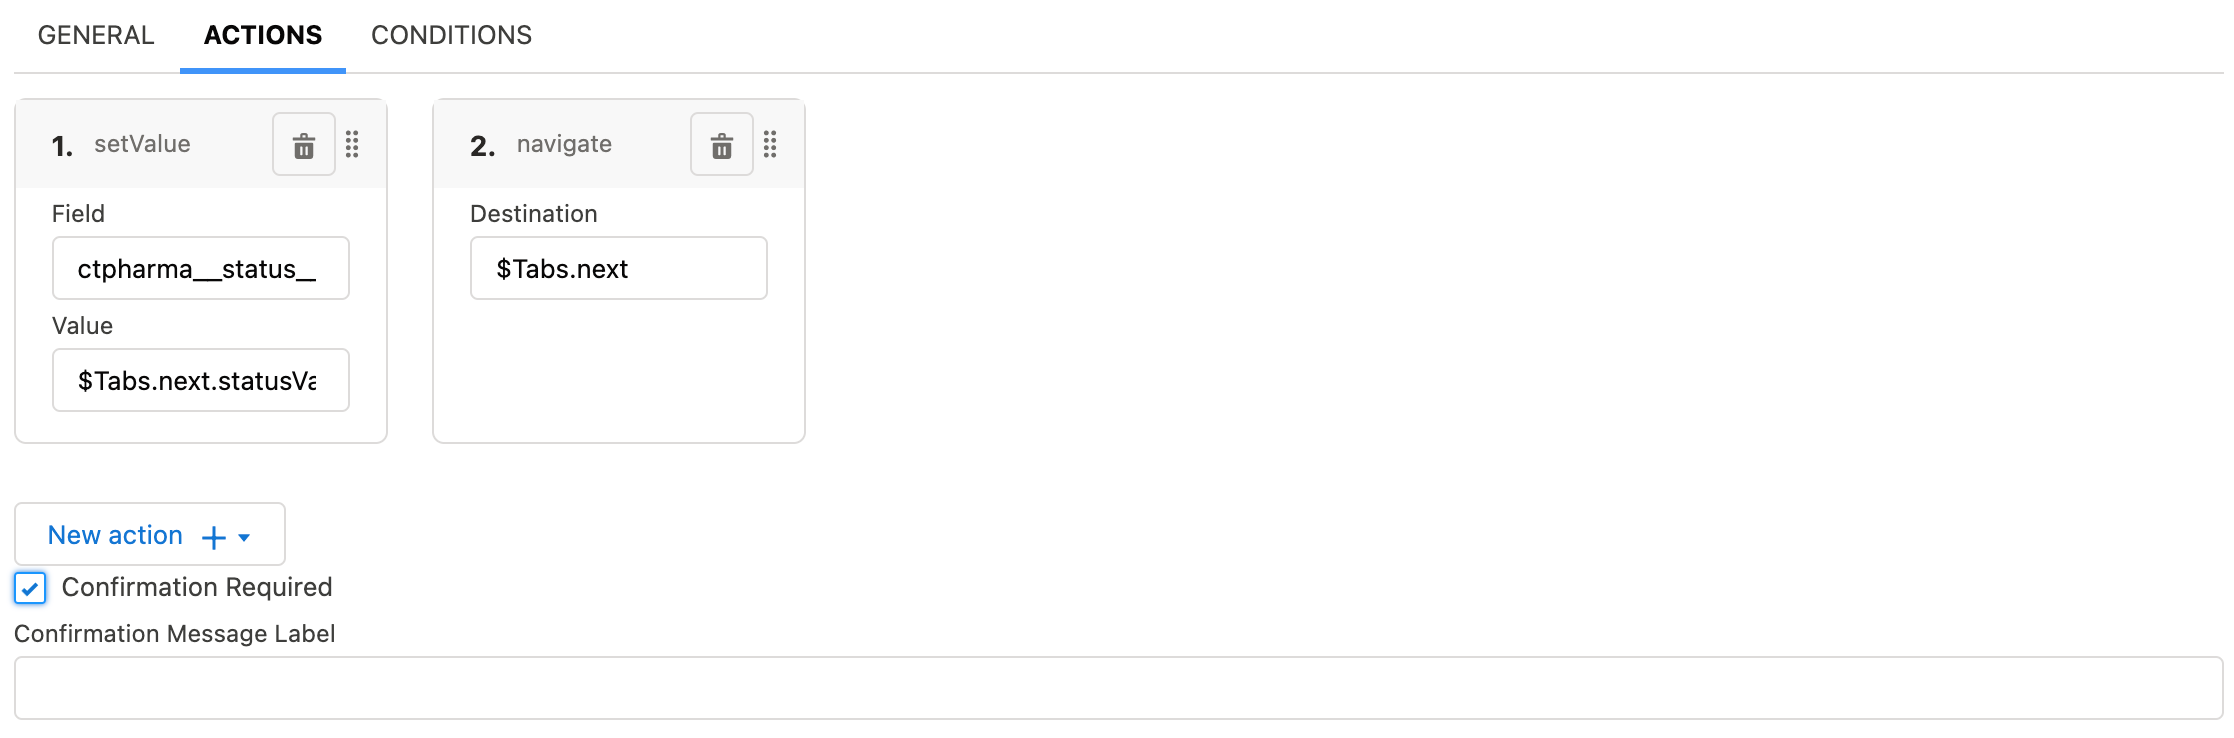 GENERAL ACTIONS CONDITIONS
1. setValue
Field
ctpharma__status__
Value
$Tabs.next.statusVa
2. navigate
Destination
$Tabs.next
New action
Confirmation Required
Confirmation Message Label